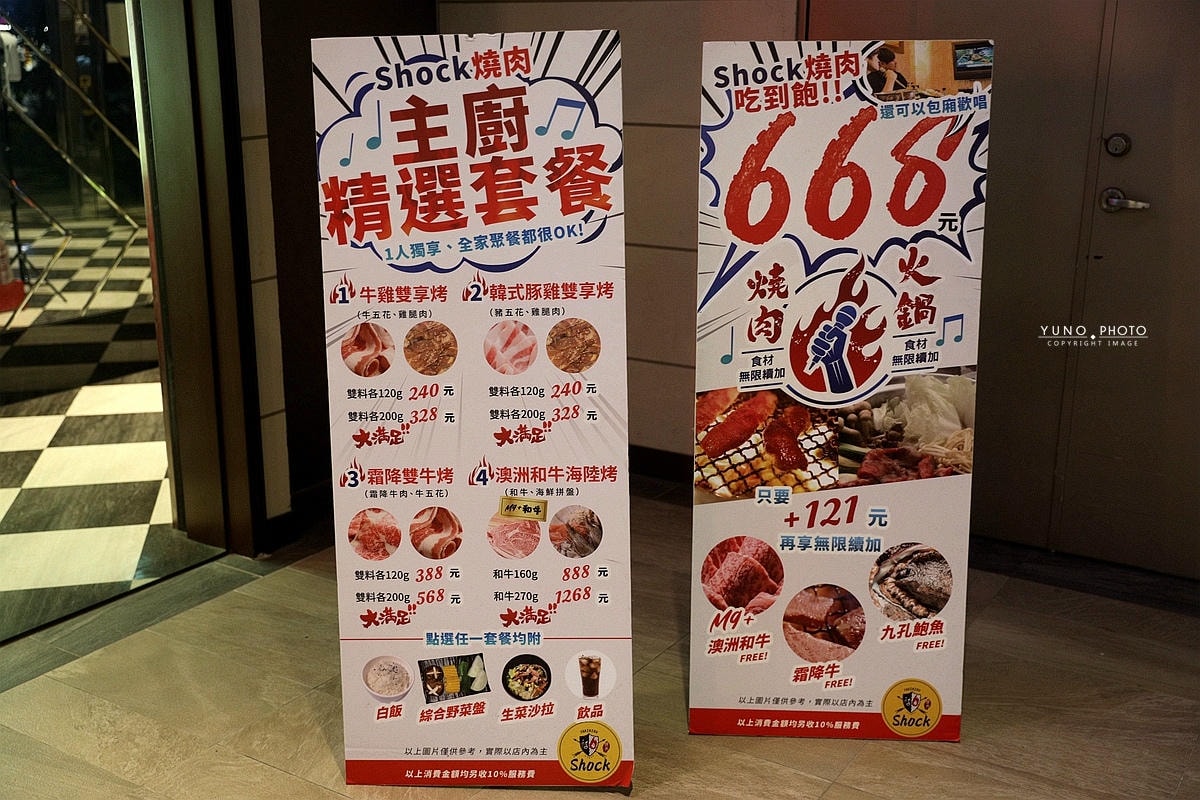 Shock燒肉
主廚
精選套餐
1人獨享、全家聚餐都很OK!
1 牛雞雙享烤
(牛五花、雞腿肉)
雙料各120g 240 元
雙料各200g 328 元
大滿足!!
2 韓式豚雞雙享烤
(豬五花、雞腿肉)
雙料各120g 240 元
雙料各200g 328 元
大滿足!!
3 霜降雙牛烤
(霜降牛肉、牛五花)
雙料各120g 388 元
雙料各200g 568 元
大滿足!!
4 澳洲和牛海陸烤
(和牛、海鮮拼盤)
M9+和牛
和牛160g 888 元
和牛270g 1268 元
大滿足!!
點選任一套餐均附
白飯 綜合野菜盤 生菜沙拉 飲品
以上圖片僅供參考，實際以店內為主
以上消費金額均另收10%服務費
Shock
Shock燒肉
吃到飽!!
還可以包廂歡唱
668
元
燒肉
食材
無限續加
火鍋
食材
無限續加
只要
+121 元
再享無限續加
M9+
澳洲和牛
FREE!
霜降牛
FREE!
九孔鮑魚
FREE!
以上圖片僅供參考，實際以店內為主
以上消費金額均另收10%服務費
Shock
YUNO PHOTO
COPYRIGHT IMAGE